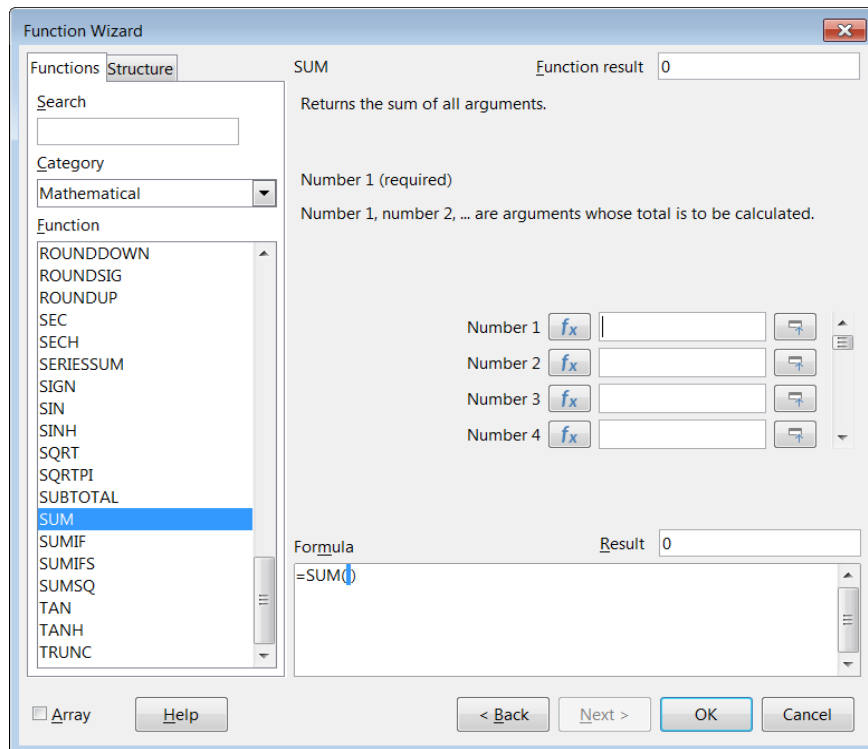 Function Wizard
Functions Structure
SUM
Function result 0
Search
Returns the sum of all arguments.
Category
Mathematical
Number 1 (required)
Function
Number 1, number 2, ... are arguments whose total is to be calculated.
ROUNDDOWN
ROUNDSIG
ROUNDUP
SEC
SECH
SERIESSUM
SIGN
SIN
SINH
SQRT
SQRTPI
SUBTOTAL
SUM
SUMIF
SUMIFS
SUMSQ
TAN
TANH
TRUNC
Number 1 fx
Number 2 fx
Number 3 fx
Number 4 fx
Formula
Result 0
=SUM()
Array
Help
< Back
Next >
OK
Cancel